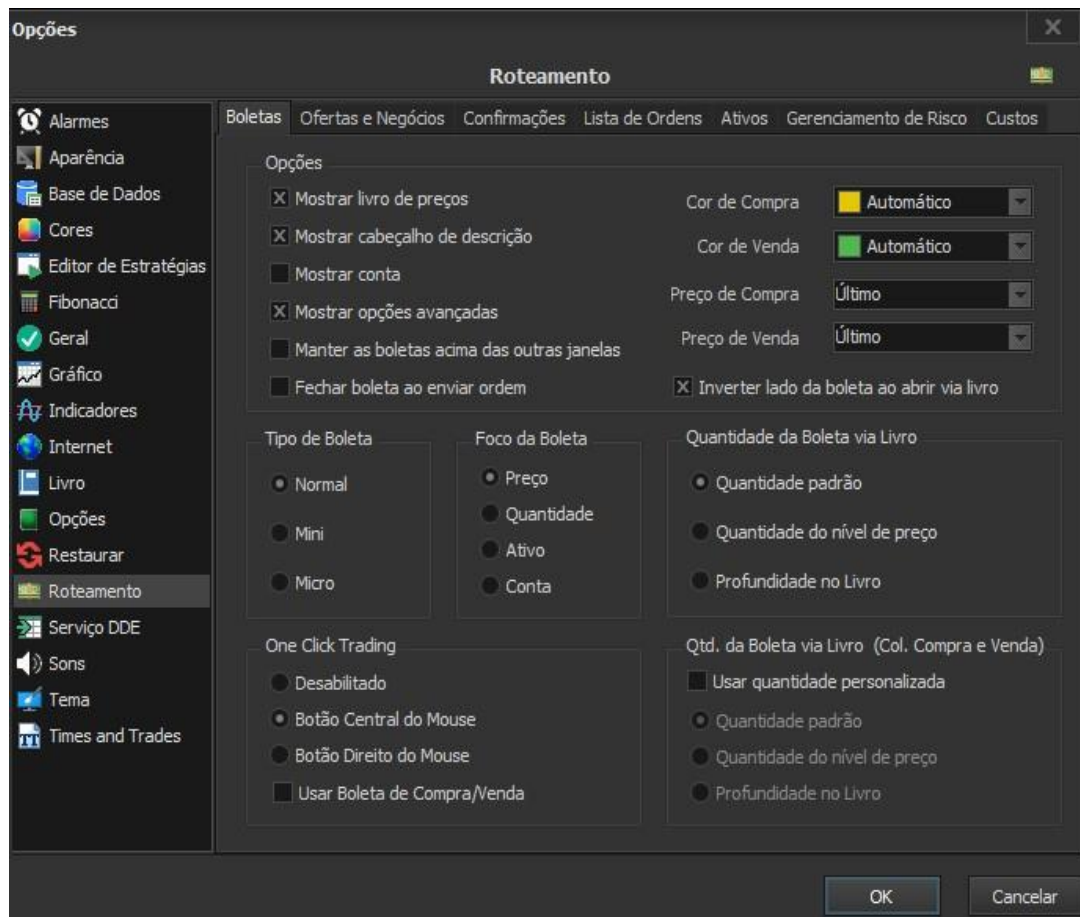 Opções
Roteamento
Alarmes
Aparência
Base de Dados
Cores
Editor de Estratégias
Fibonacci
Geral
Gráfico
Indicadores
Internet
Livro
Opções
Restaurar
Roteamento
Serviço DDE
Sons
Tema
Times and Trades
Boletas Ofertas e Negócios Confirmações Lista de Ordens Ativos Gerenciamento de Risco Custos
Opções
Mostrar livro de preços
Mostrar cabeçalho de descrição
Mostrar conta
Mostrar opções avançadas
Manter as boletas acima das outras janelas
Fechar boleta ao enviar ordem
Cor de Compra Automático
Cor de Venda Automático
Preço de Compra Último
Preço de Venda Último
Inverter lado da boleta ao abrir via livro
Tipo de Boleta
Normal
Mini
Micro
Foco da Boleta
Preço
Quantidade
Ativo
Conta
Quantidade da Boleta via Livro
Quantidade padrão
Quantidade do nível de preço
Profundidade no Livro
One Click Trading
Desabilitado
Botão Central do Mouse
Botão Direito do Mouse
Usar Boleta de Compra/Venda
Qtd. da Boleta via Livro (Col. Compra e Venda)
Usar quantidade personalizada
Quantidade padrão
Quantidade do nível de preço
Profundidade no Livro
OK
Cancelar